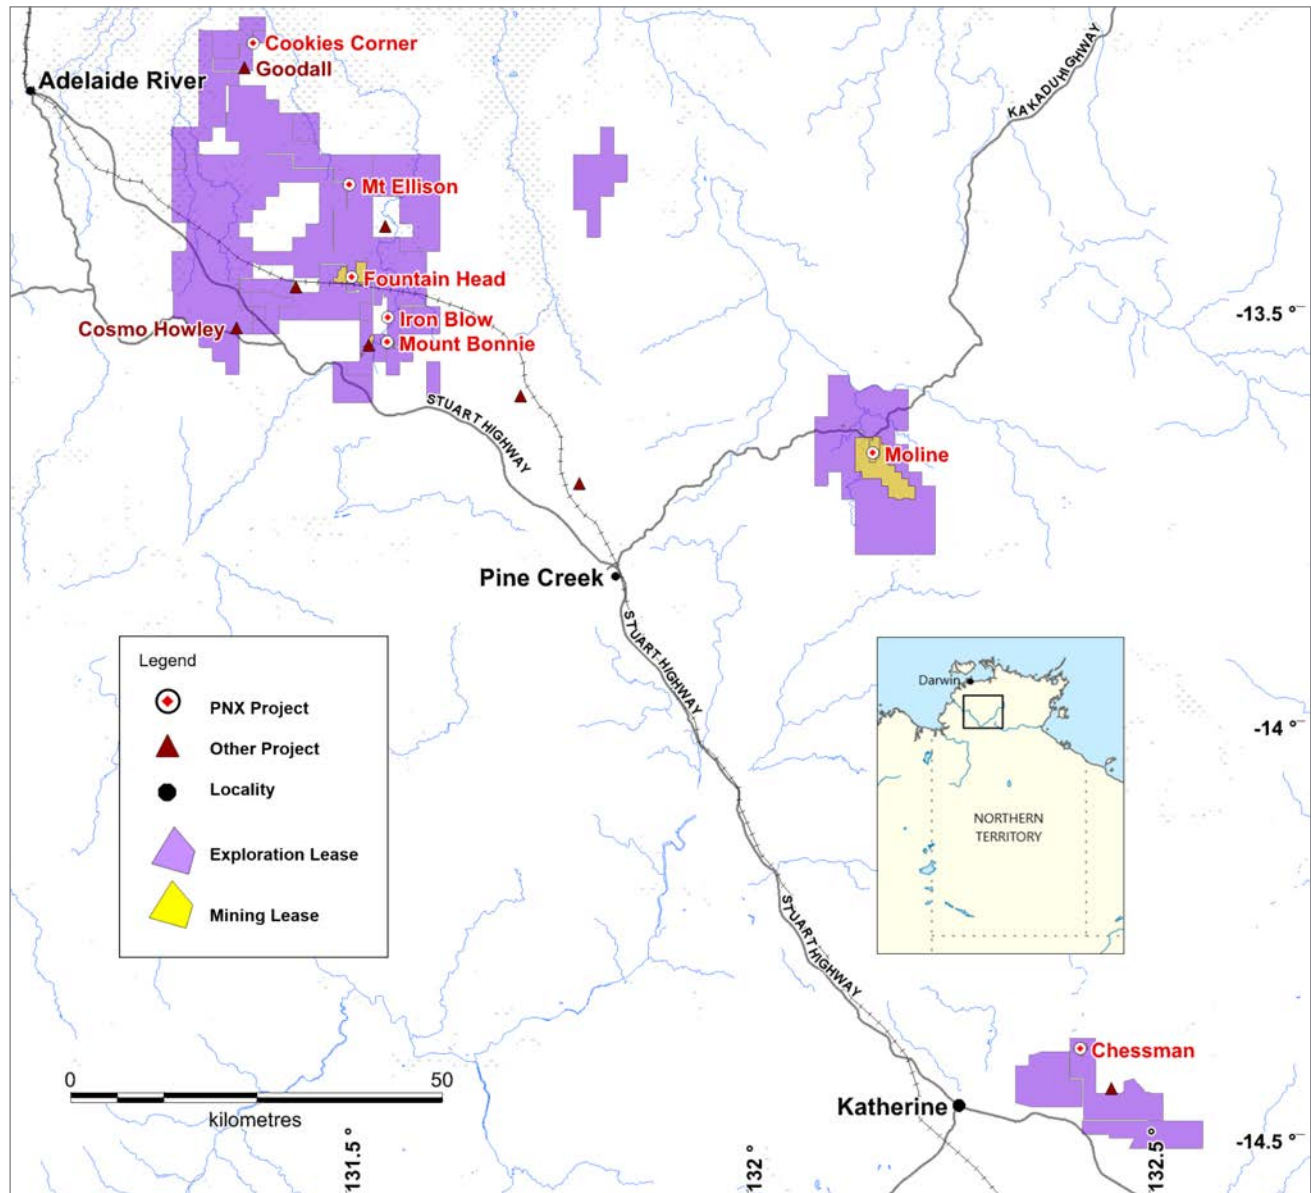 Cookies Corner
Goodall
Adelaide River
KAKADU HIGHWAY
Mt Ellison
Fountain Head
Iron Blow
Cosmo Howley
Mount Bonnie
-13.5 °
STUART HIGHWAY
Moline
Pine Creek
STUART HIGHWAY
Legend
PNX Project
Other Project
Locality
Exploration Lease
Mining Lease
Darwin
NORTHERN
TERRITORY
-14 °
STUART HIGHWAY
0
50
kilometres
Chessman
Katherine
-14.5 °
131.5 °
132 °
132.5 °